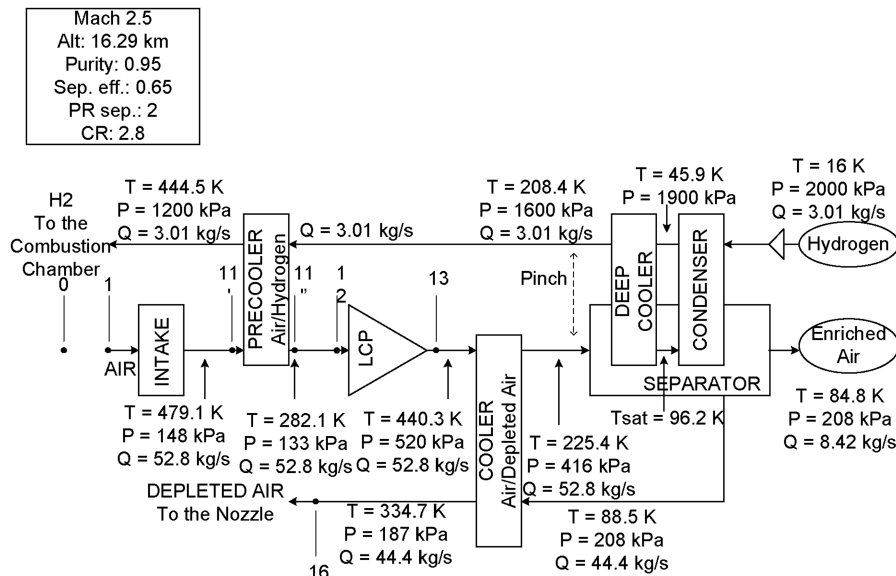 Mach 2.5
Alt: 16.29 km
Purity: 0.95
Sep. eff.: 0.65
PR sep.: 2
CR: 2.8
H2
To the
Combustion
Chamber
T = 444.5 K
P = 1200 kPa
Q = 3.01 kg/s
Q = 3.01 kg/s
T = 208.4 K
P = 1600 kPa
Q = 3.01 kg/s
T = 45.9 K
P = 1900 kPa
T = 16 K
P = 2000 kPa
Q = 3.01 kg/s
Hydrogen
PRECOOLER
Air/Hydrogen
DEEP
COOLER
CONDENSER
Pinch
0
1
11
'
11
”
1
2
13
AIR
INTAKE
LCP
COOLER
Air/Depleted Air
SEPARATOR
Enriched
Air
T = 479.1 K
P = 148 kPa
Q = 52.8 kg/s
T = 282.1 K
P = 133 kPa
Q = 52.8 kg/s
T = 440.3 K
P = 520 kPa
Q = 52.8 kg/s
T = 225.4 K
P = 416 kPa
Q = 52.8 kg/s
Tsat = 96.2 K
T = 84.8 K
P = 208 kPa
Q = 8.42 kg/s
DEPLETED AIR
To the Nozzle
16
T = 334.7 K
P = 187 kPa
Q = 44.4 kg/s
T = 88.5 K
P = 208 kPa
Q = 44.4 kg/s